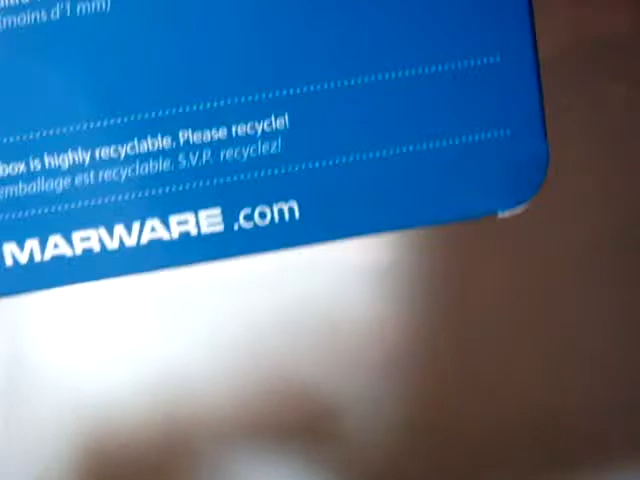 (moins d'1 mm)
box is highly recyclable. Please recycle!
emballage est recyclable. S.V.P. recyclez!
MARWARE.com